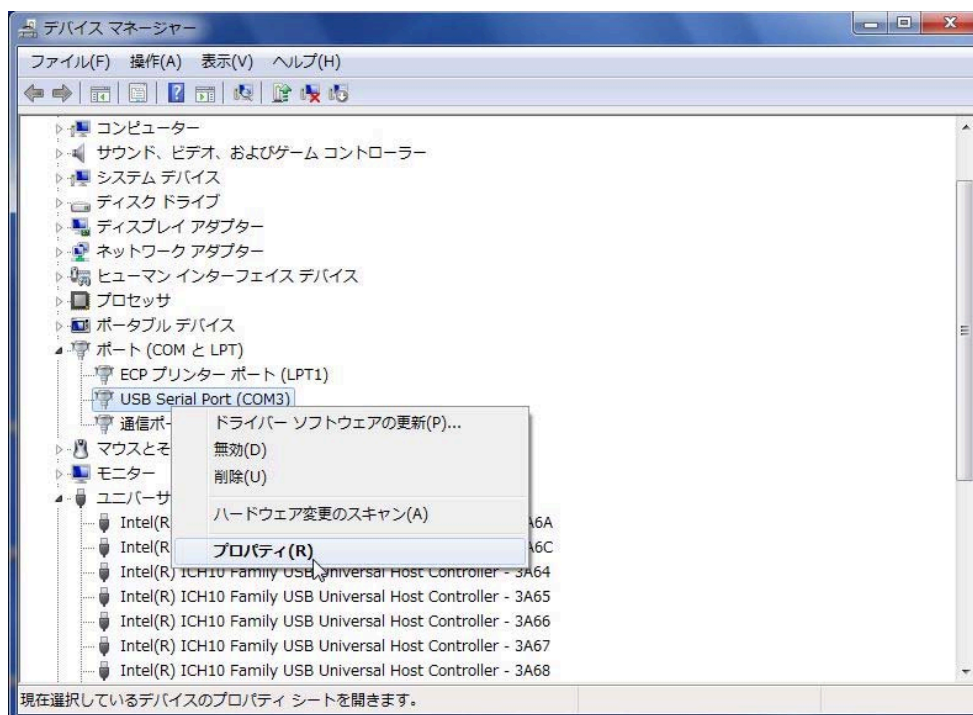 デバイス マネージャー
ファイル(F) 操作(A) 表示(V) ヘルプ(H)
コンピューター
サウンド、ビデオ、およびゲーム コントローラー
システム デバイス
ディスク ドライブ
ディスプレイ アダプター
ネットワーク アダプター
ヒューマン インターフェイス デバイス
プロセッサ
ポータブル デバイス
ポート (COM と LPT)
ECP プリンター ポート (LPT1)
USB Serial Port (COM3)
通信ポー
マウスとそ
モニター
ユニバーサ
ドライバー ソフトウェアの更新(P)...
無効(D)
削除(U)
ハードウェア変更のスキャン(A)
プロパティ(R)
Intel(R A6A
Intel(R A6C
Intel(R) ICH10 Family USB Universal Host Controller - 3A64
Intel(R) ICH10 Family USB Universal Host Controller - 3A65
Intel(R) ICH10 Family USB Universal Host Controller - 3A66
Intel(R) ICH10 Family USB Universal Host Controller - 3A67
Intel(R) ICH10 Family USB Universal Host Controller - 3A68
現在選択しているデバイスのプロパティ シートを開きます。